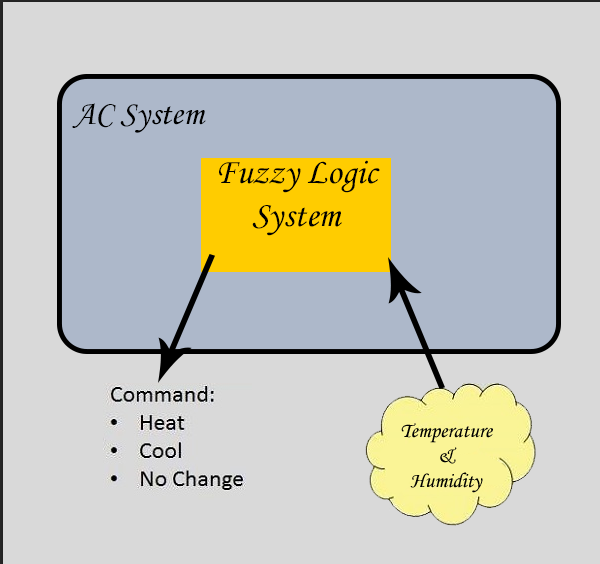 AC System
Fuzzy Logic
System
Command:
• Heat
• Cool
• No Change
Temperature
&
Humidity